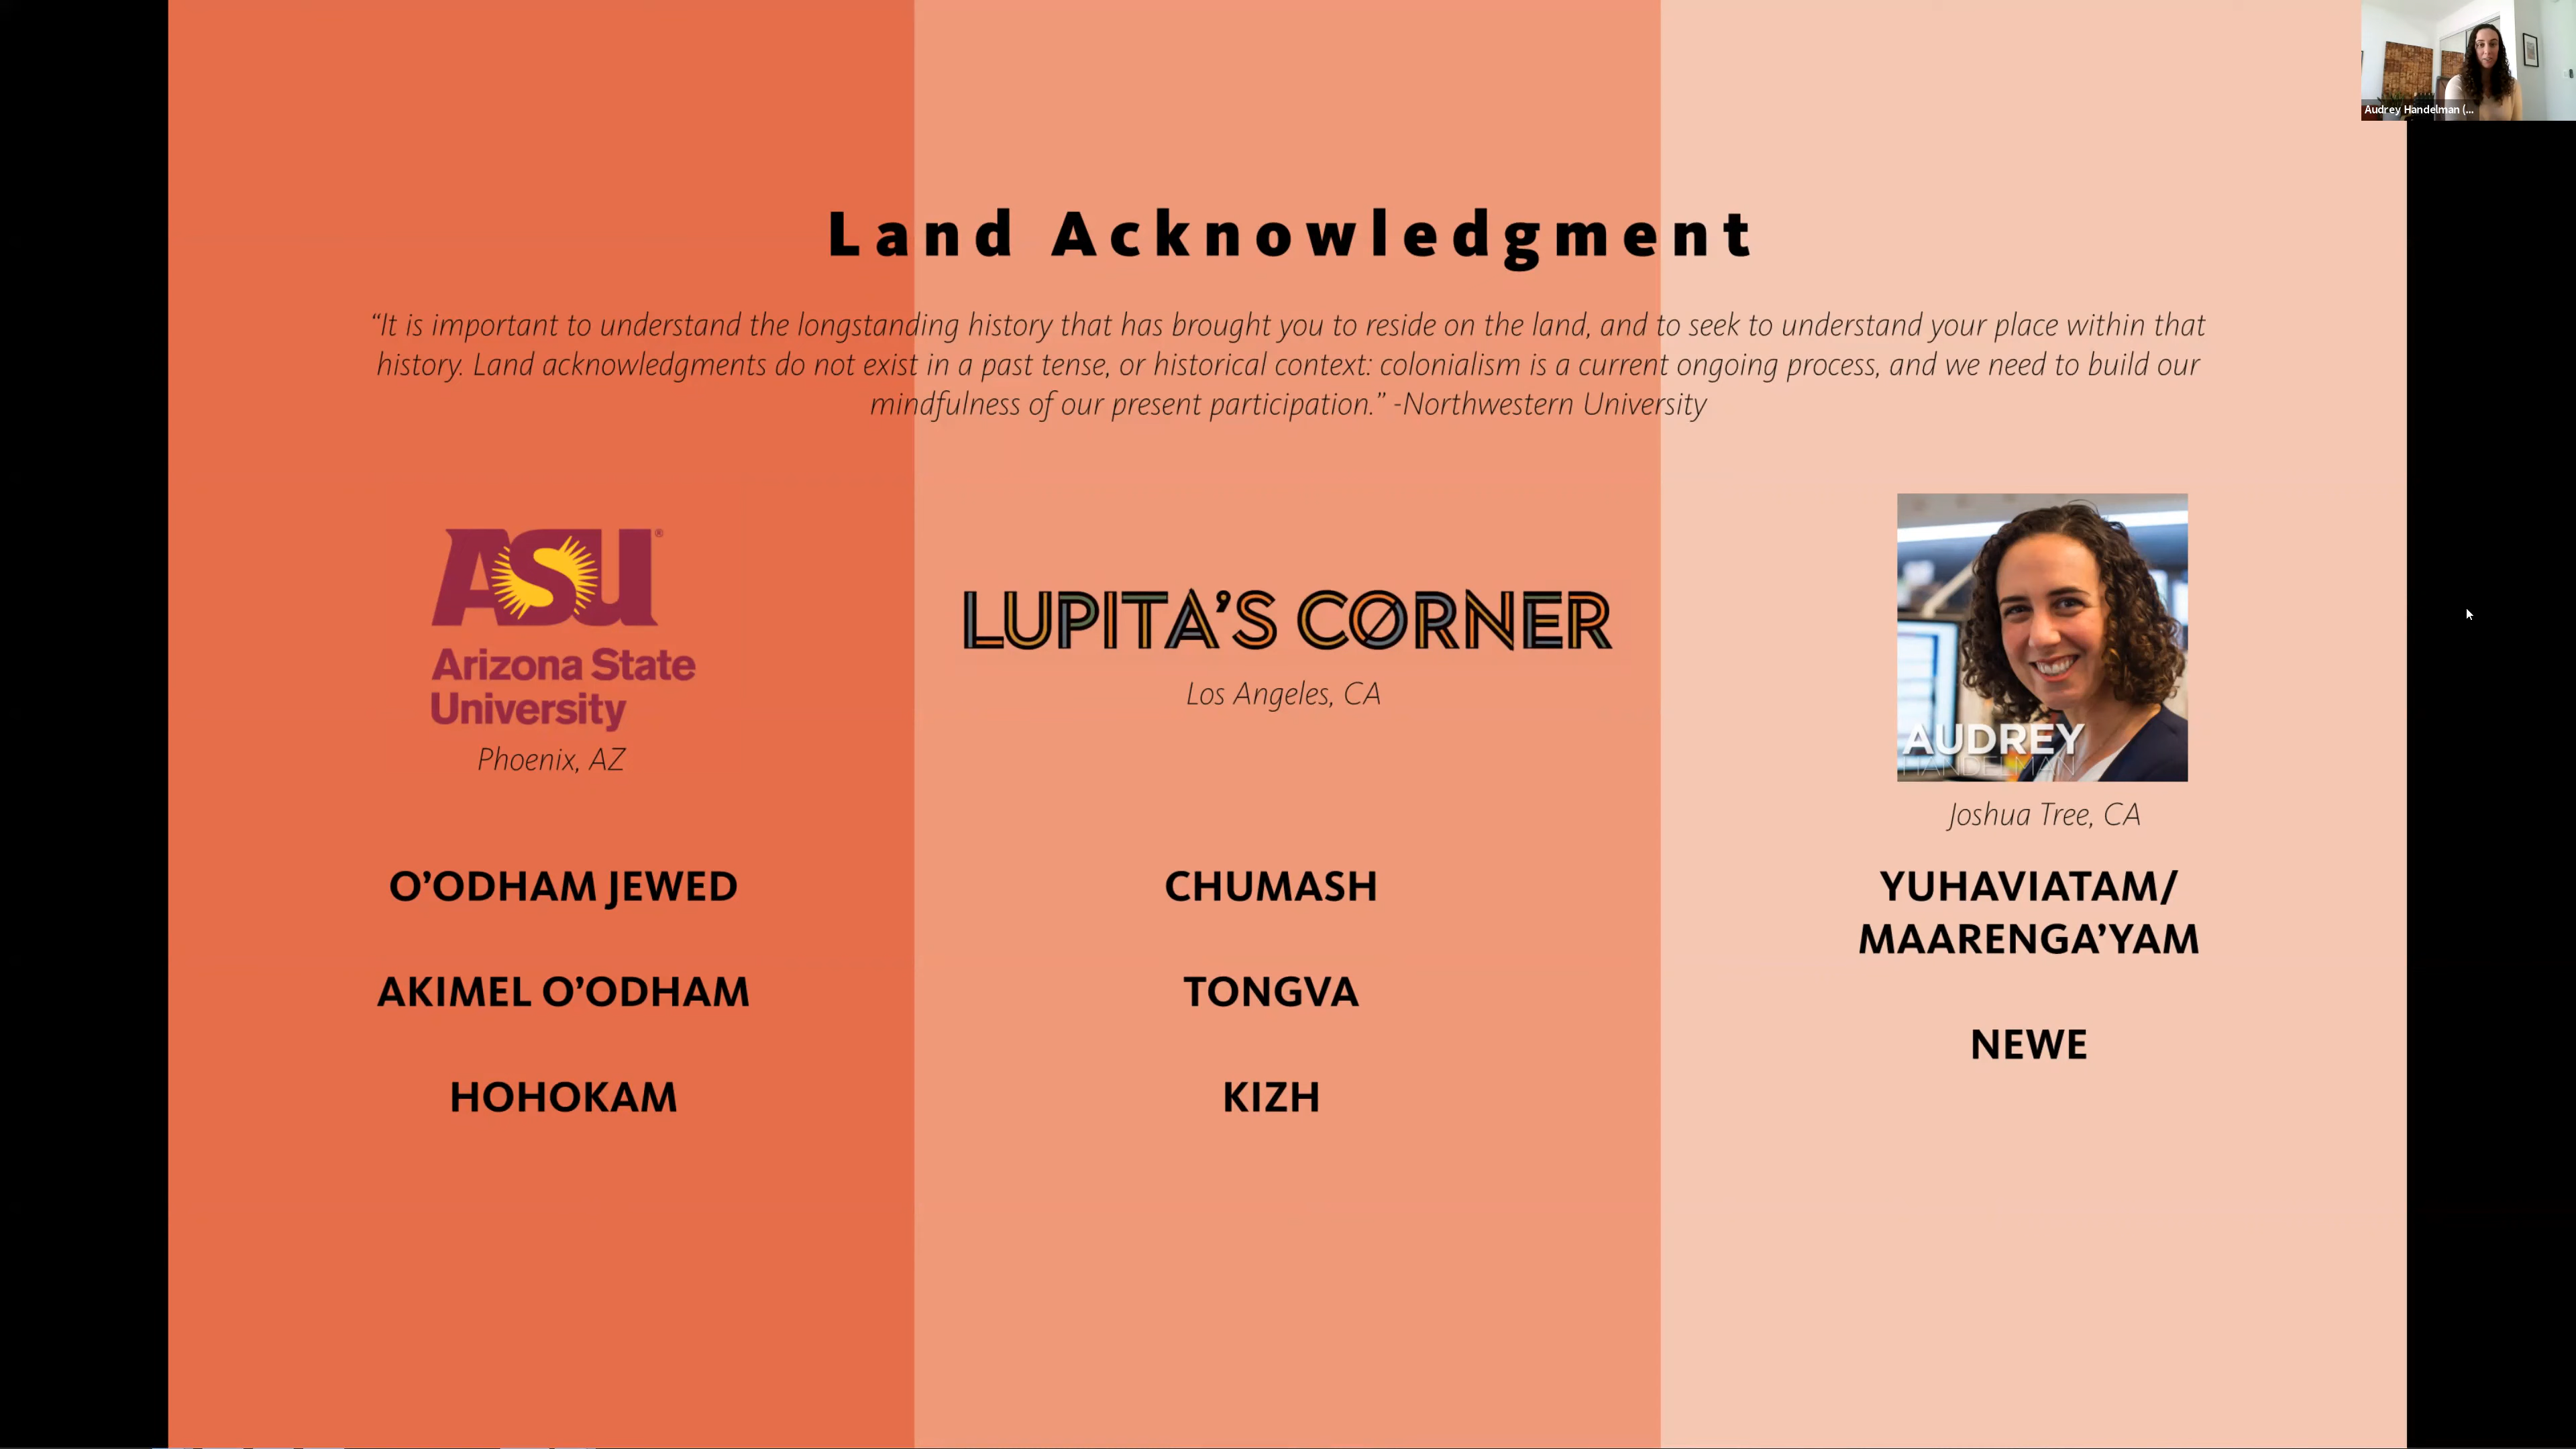 Audrey Handelman (...
Land Acknowledgment
“It is important to understand the longstanding history that has brought you to reside on the land, and to seek to understand your place within that
history. Land acknowledgments do not exist in a past tense, or historical context: colonialism is a current ongoing process, and we need to build our
mindfulness of our present participation.” -Northwestern University
ASU®
Arizona State
University
Phoenix, AZ
O’ODHAM JEWED
AKIMEL O’ODHAM
HOHOKAM
LUPITA’S CORNER
Los Angeles, CA
CHUMASH
TONGVA
KIZH
AUDREY
HANDELMAN
Joshua Tree, CA
YUHAVIATAM/
MAARENGA’YAM
NEWE